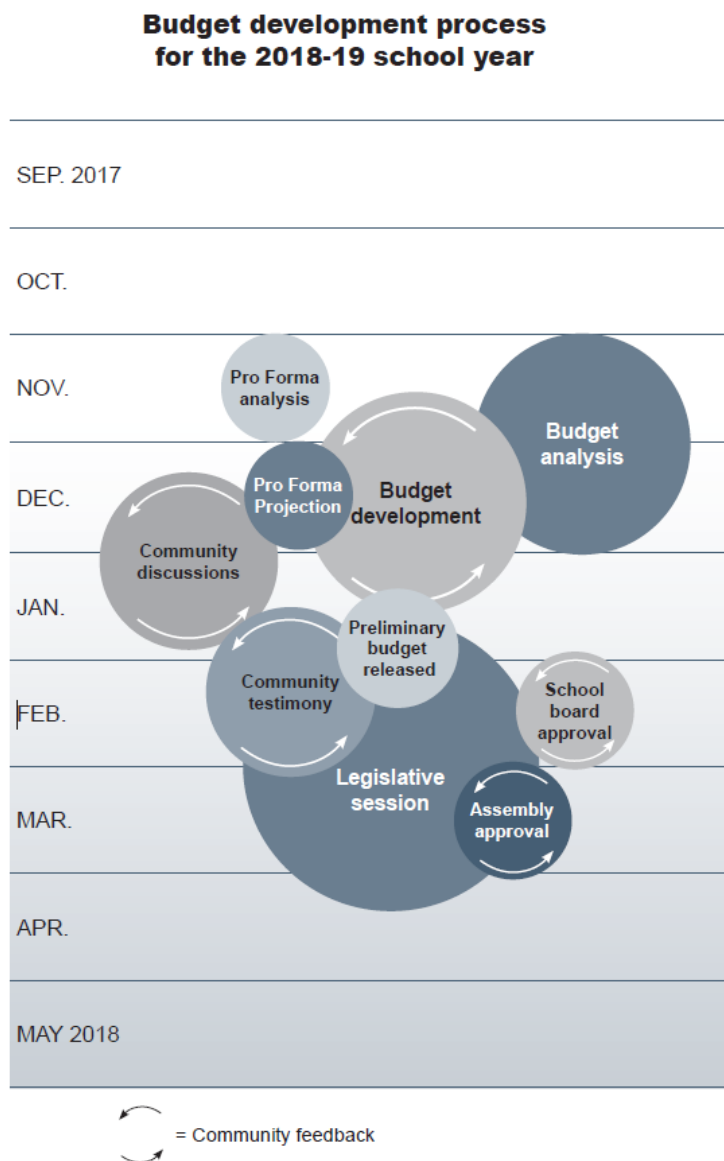 Budget development process
for the 2018-19 school year
SEP. 2017
OCT.
NOV.
Pro Forma
analysis
Budget
analysis
DEC.
Pro Forma
Projection
Budget
development
Community
discussions
JAN.
Preliminary
budget
released
Community
testimony
FEB.
School
board
approval
Legislative
session
MAR.
Assembly
approval
APR.
MAY 2018
= Community feedback